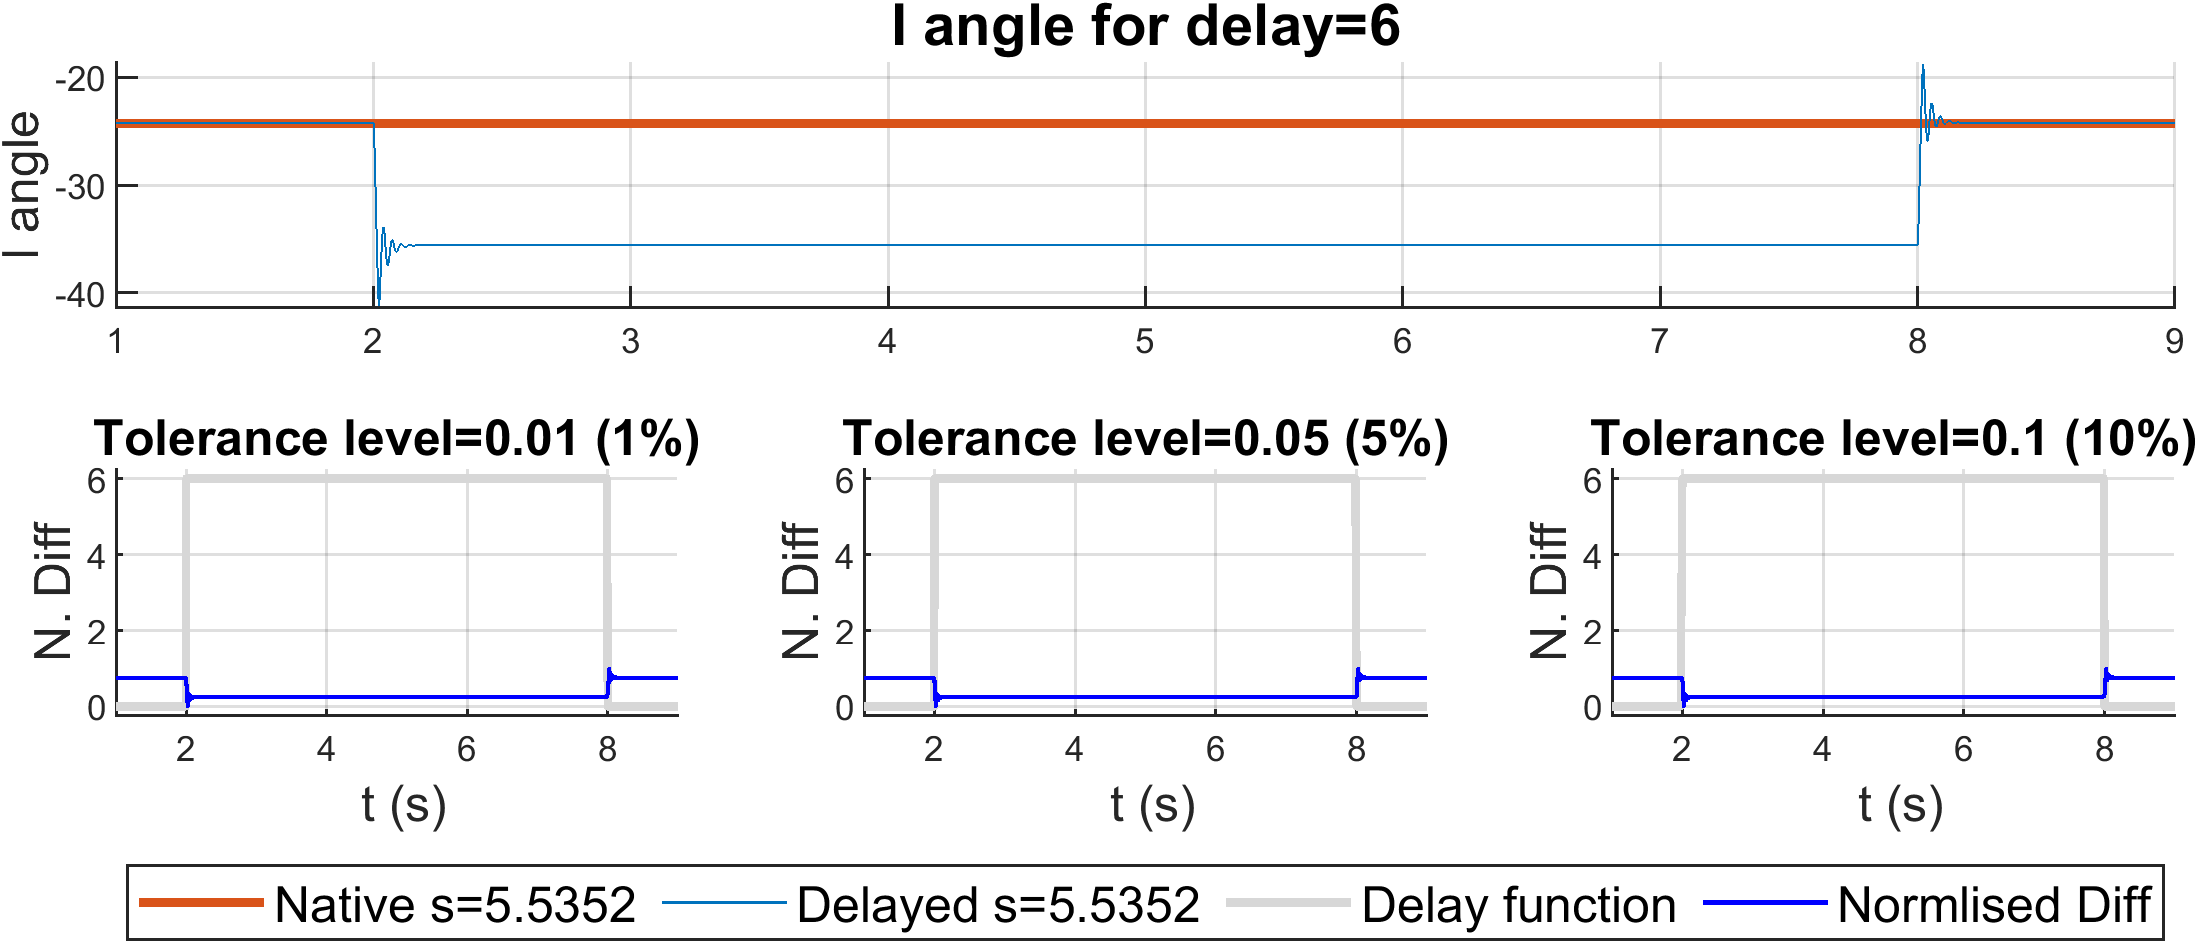 I angle for delay=6
I angle
-20
-30
-40
1 2 3 4 5 6 7 8 9
Tolerance level=0.01 (1%)
N. Diff
6
4
2
0
2 4 6 8
t (s)
Tolerance level=0.05 (5%)
N. Diff
6
4
2
0
2 4 6 8
t (s)
Tolerance level=0.1 (10%)
N. Diff
6
4
2
0
2 4 6 8
t (s)
Native s=5.5352 Delayed s=5.5352 Delay function Normlised Diff